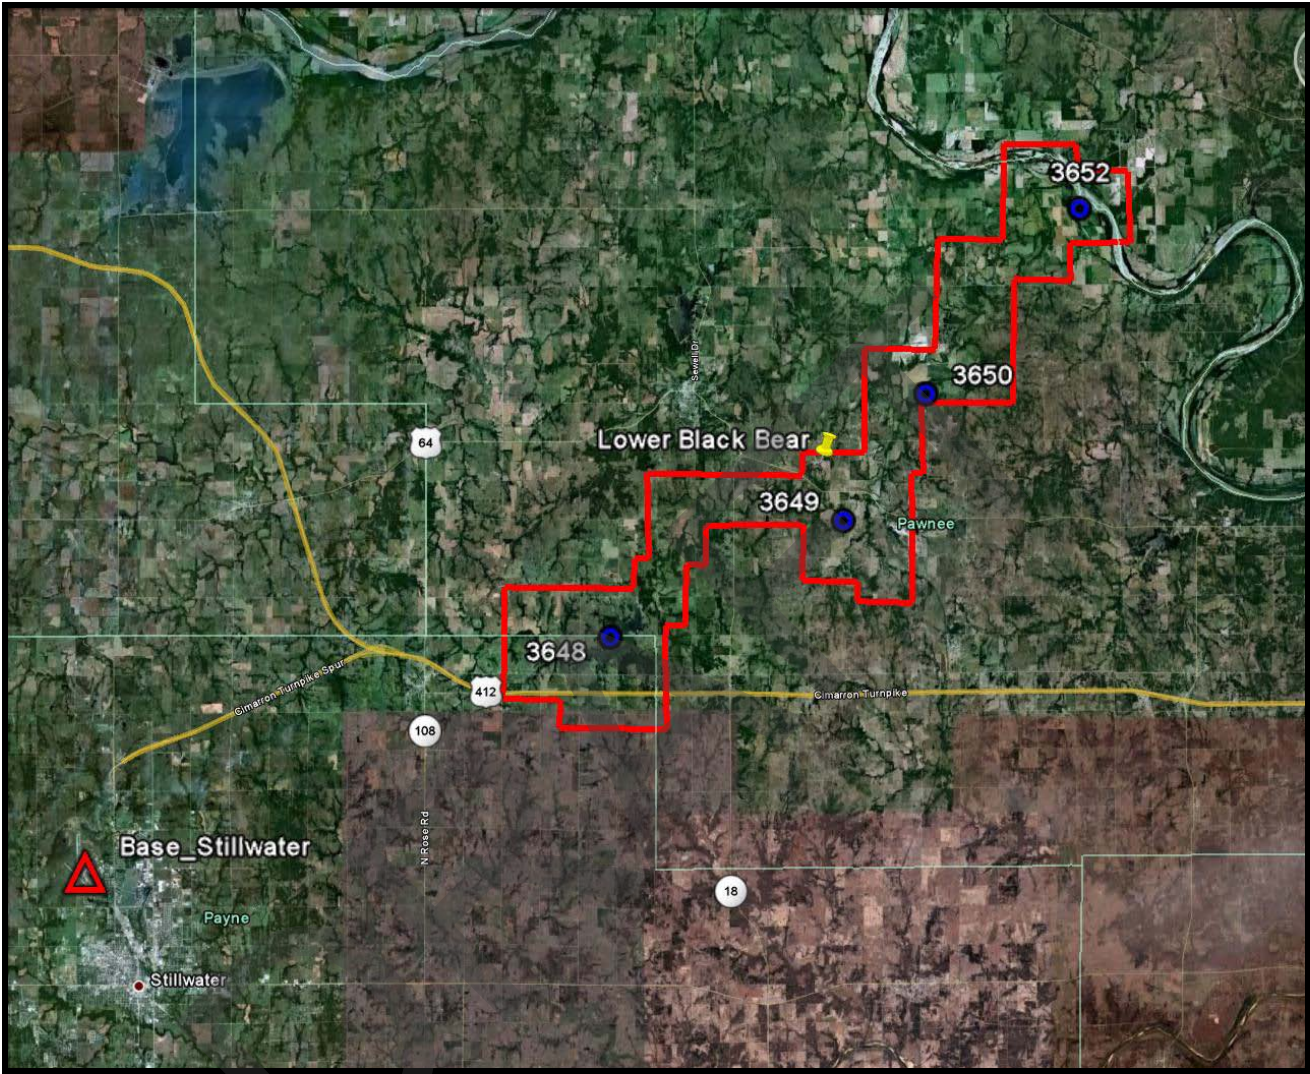 3652
Sewell Dr
3650
64
Lower Black Bear
3649
Pawnee
3648
Cimarron Turnpike Spur
412
Cimarron Turnpike
108
N Rose Rd
Base_Stillwater
18
Payne
Stillwater